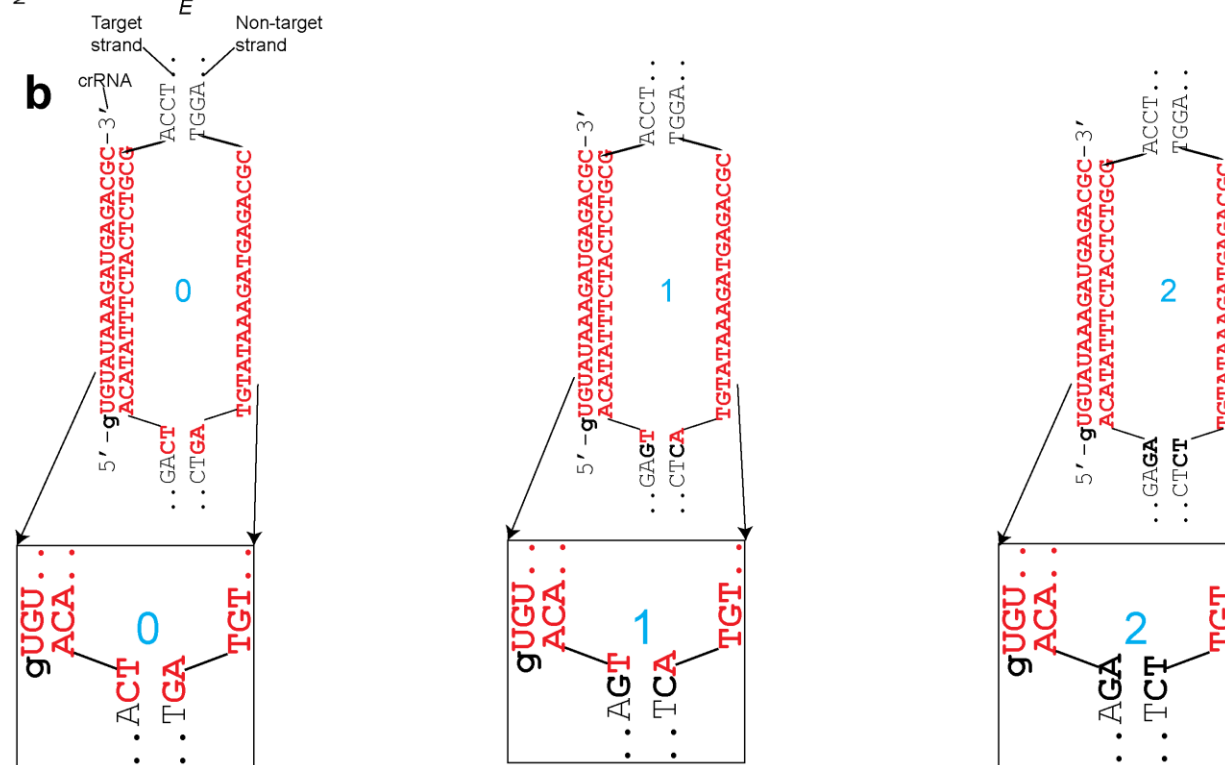 E
Target strand
Non-target strand
b
crRNA
5'-gUGUAUAAAGAUGAGACGC-3'
ACATATTTCTACTCTGCG
ACCT..
TGGA..
TGTATAAAGATGAGACGC
0
..GACT
..CTGA
5'-gUGUAUAAAGAUGAGACGC-3'
ACATATTTCTACTCTGCG
ACCT..
TGGA..
TGTATAAAGATGAGACGC
1
..GAGT
..CTCA
5'-gUGUAUAAAGAUGAGACGC-3'
ACATATTTCTACTCTGCG
ACCT..
TGGA..
TGTATAAAGATGAGACGC
2
..GAGA
..CTCT
gUGU..
ACA..
0
TGT..
..ACT
..TGA
gUGU..
ACA..
1
TGT..
..AGT
..TCA
gUGU..
ACA..
2
TGT
..AGA
..TCT